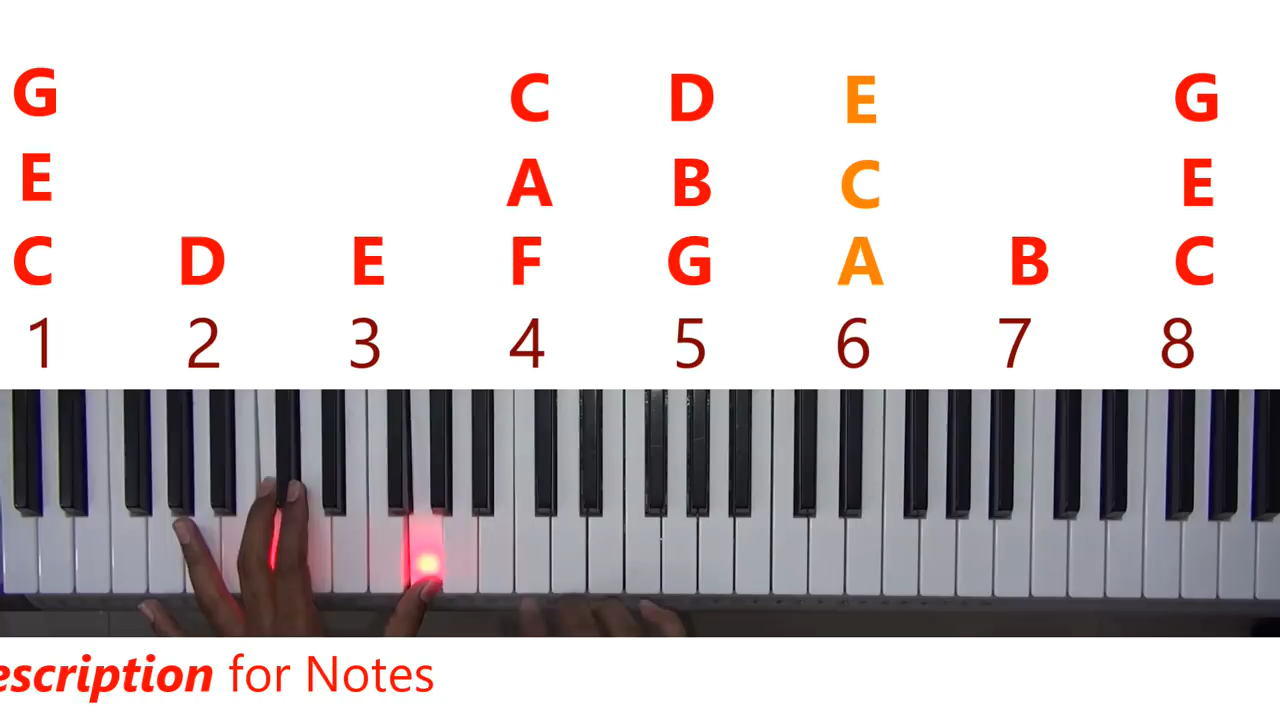 G C D E G
E A B C E
C D E F G A B C
1 2 3 4 5 6 7 8
escription for Notes